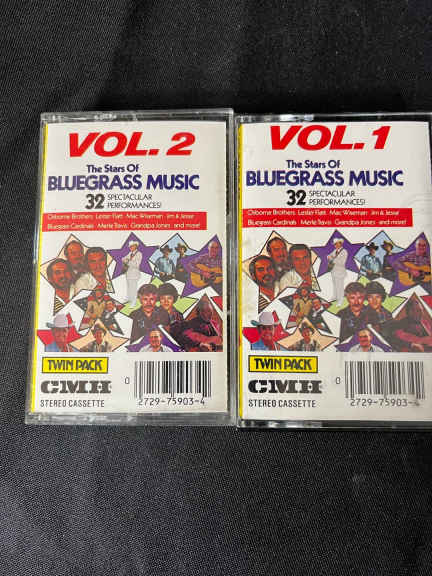 VOL. 2
The Stars Of
BLUEGRASS MUSIC
32 SPECTACULAR
PERFORMANCES!
Osborne Brothers Lester Flatt Mac Wiseman Jim & Jesse
Bluegrass Cardinals Merle Travis Grandpa Jones and more!
TWIN PACK
CMH
STEREO CASSETTE
0
2729-75903-4
VOL. 1
The Stars Of
BLUEGRASS MUSIC
32 SPECTACULAR
PERFORMANCES!
Osborne Brothers Lester Flatt Mac Wiseman Jim & Jesse
Bluegrass Cardinals Merle Travis Grandpa Jones and more!
TWIN PACK
CMH
STEREO CASSETTE
0
2729-75903-4